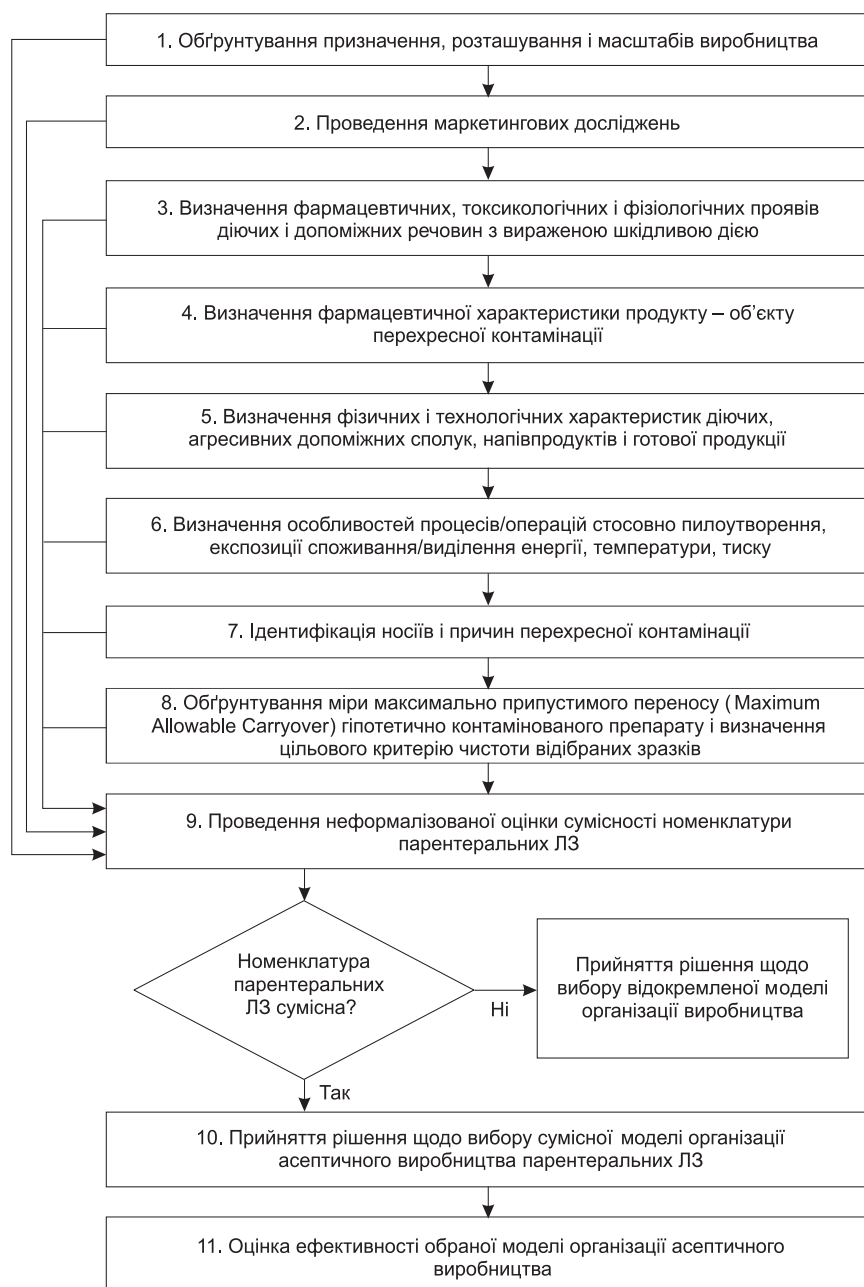 1. Обґрунтування призначення, розташування і масштабів виробництва
2. Проведення маркетингових досліджень
3. Визначення фармацевтичних, токсикологічних і фізіологічних проявів
діючих і допоміжних речовин з вираженою шкідливою дією
4. Визначення фармацевтичної характеристики продукту – об’єкту
перехресної контамінації
5. Визначення фізичних і технологічних характеристик діючих,
агресивних допоміжних сполук, напівпродуктів і готової продукції
6. Визначення особливостей процесів/операцій стосовно пилоутворення,
експозиції споживання/виділення енергії, температури, тиску
7. Ідентифікація носіїв і причин перехресної контамінації
8. Обґрунтування міри максимально припустимого переносу (Maximum
Allowable Carryover) гіпотетично контамінованого препарату і визначення
цільового критерію чистоти відібраних зразків
9. Проведення неформалізованої оцінки сумісності номенклатури
парентеральних ЛЗ
Номенклатура
парентеральних
ЛЗ сумісна?
Ні
Прийняття рішення щодо
вибору відокремленої моделі
організації виробництва
Так
10. Прийняття рішення щодо вибору сумісної моделі організації
асептичного виробництва парентеральних ЛЗ
11. Оцінка ефективності обраної моделі організації асептичного
виробництва